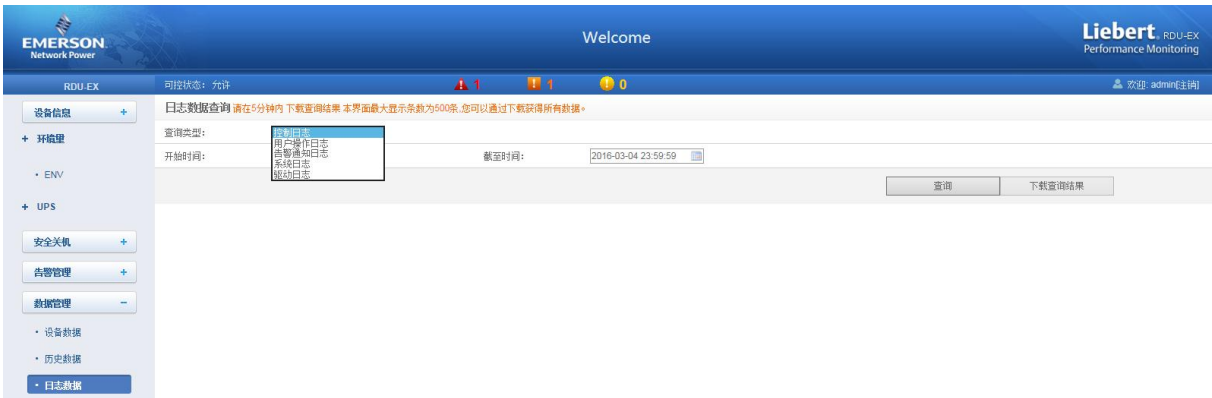 EMERSON
Network Power
Welcome
Liebert. RDU-EX
Performance Monitoring
RDU-EX
可控状态: 允许
1
1
0
欢迎: admin[注销]
设备信息 +
+ 环境量
• ENV
+ UPS
安全关机 +
告警管理 +
数据管理 −
• 设备数据
• 历史数据
• 日志数据
日志数据查询 请在5分钟内 下载查询结果 本界面最大显示条数为500条,您可以通过下载获得所有数据。
查询类型:
控制日志
用户操作日志
告警通知日志
系统日志
驱动日志
开始时间:
截至时间:
2016-03-04 23:59:59
查询
下载查询结果